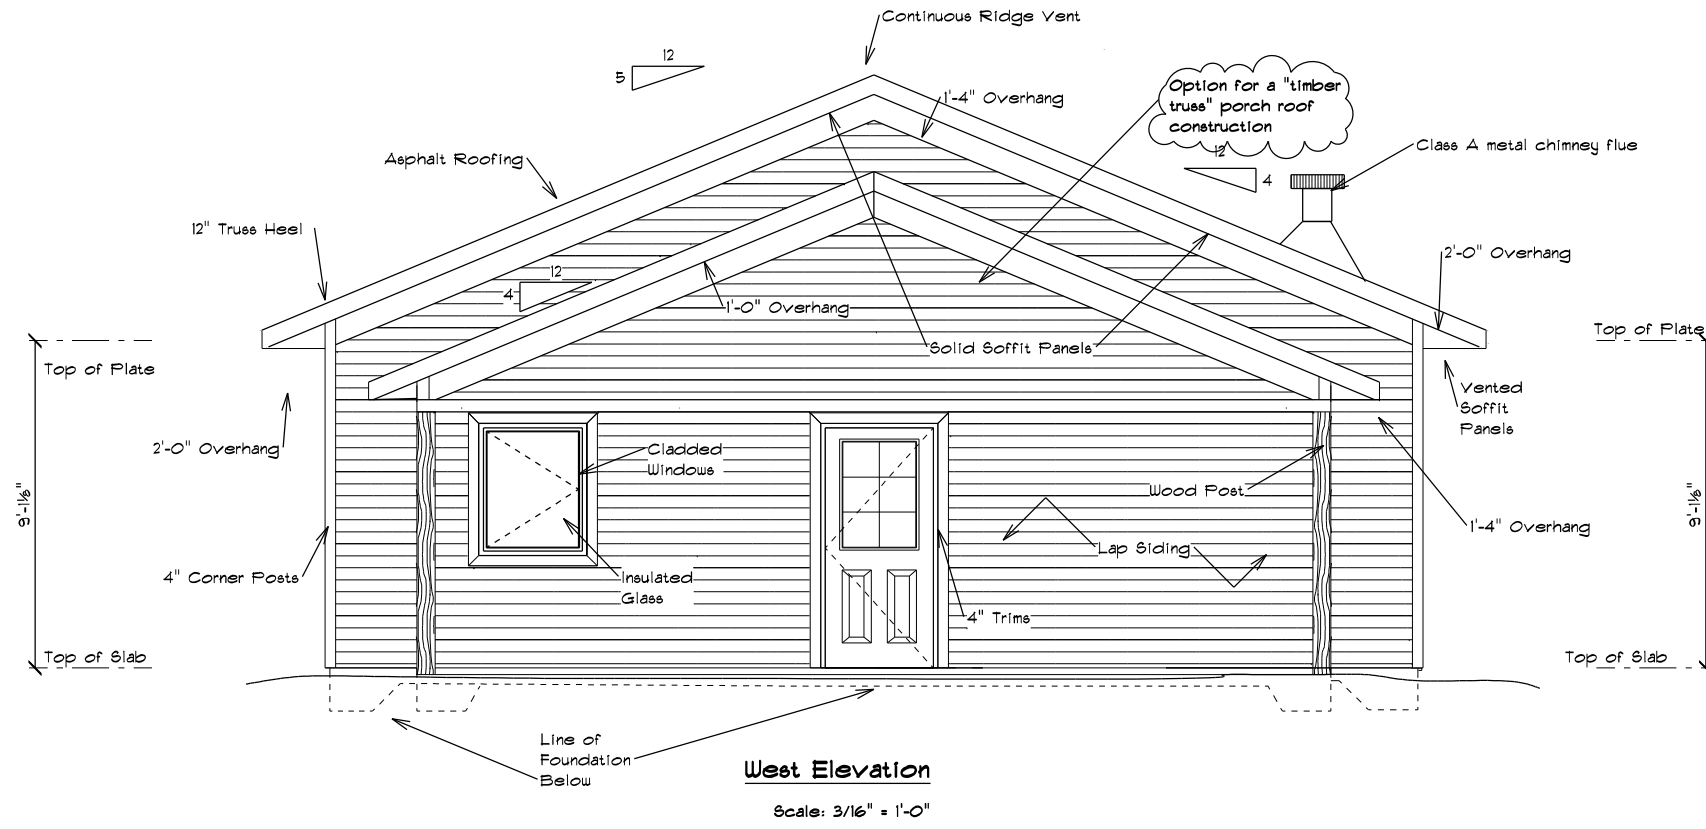 Continuous Ridge Vent
12
5
Option for a "timber
truss" porch roof
construction
1'-4" Overhang
Class A metal chimney flue
Asphalt Roofing
12
4
12" Truss Heel
2'-0" Overhang
12
4
1'-0" Overhang
Top of Plate
Solid Soffit Panels
Top of Plate
Vented
Soffit
Panels
2'-0" Overhang
Cladded
Windows
Wood Post
9'-1⅛"
9'-1⅛"
1'-4" Overhang
Lap Siding
4" Corner Posts
Insulated
Glass
4" Trims
Top of Slab
Top of Slab
Line of
Foundation
Below
West Elevation
Scale: 3/16" = 1'-0"